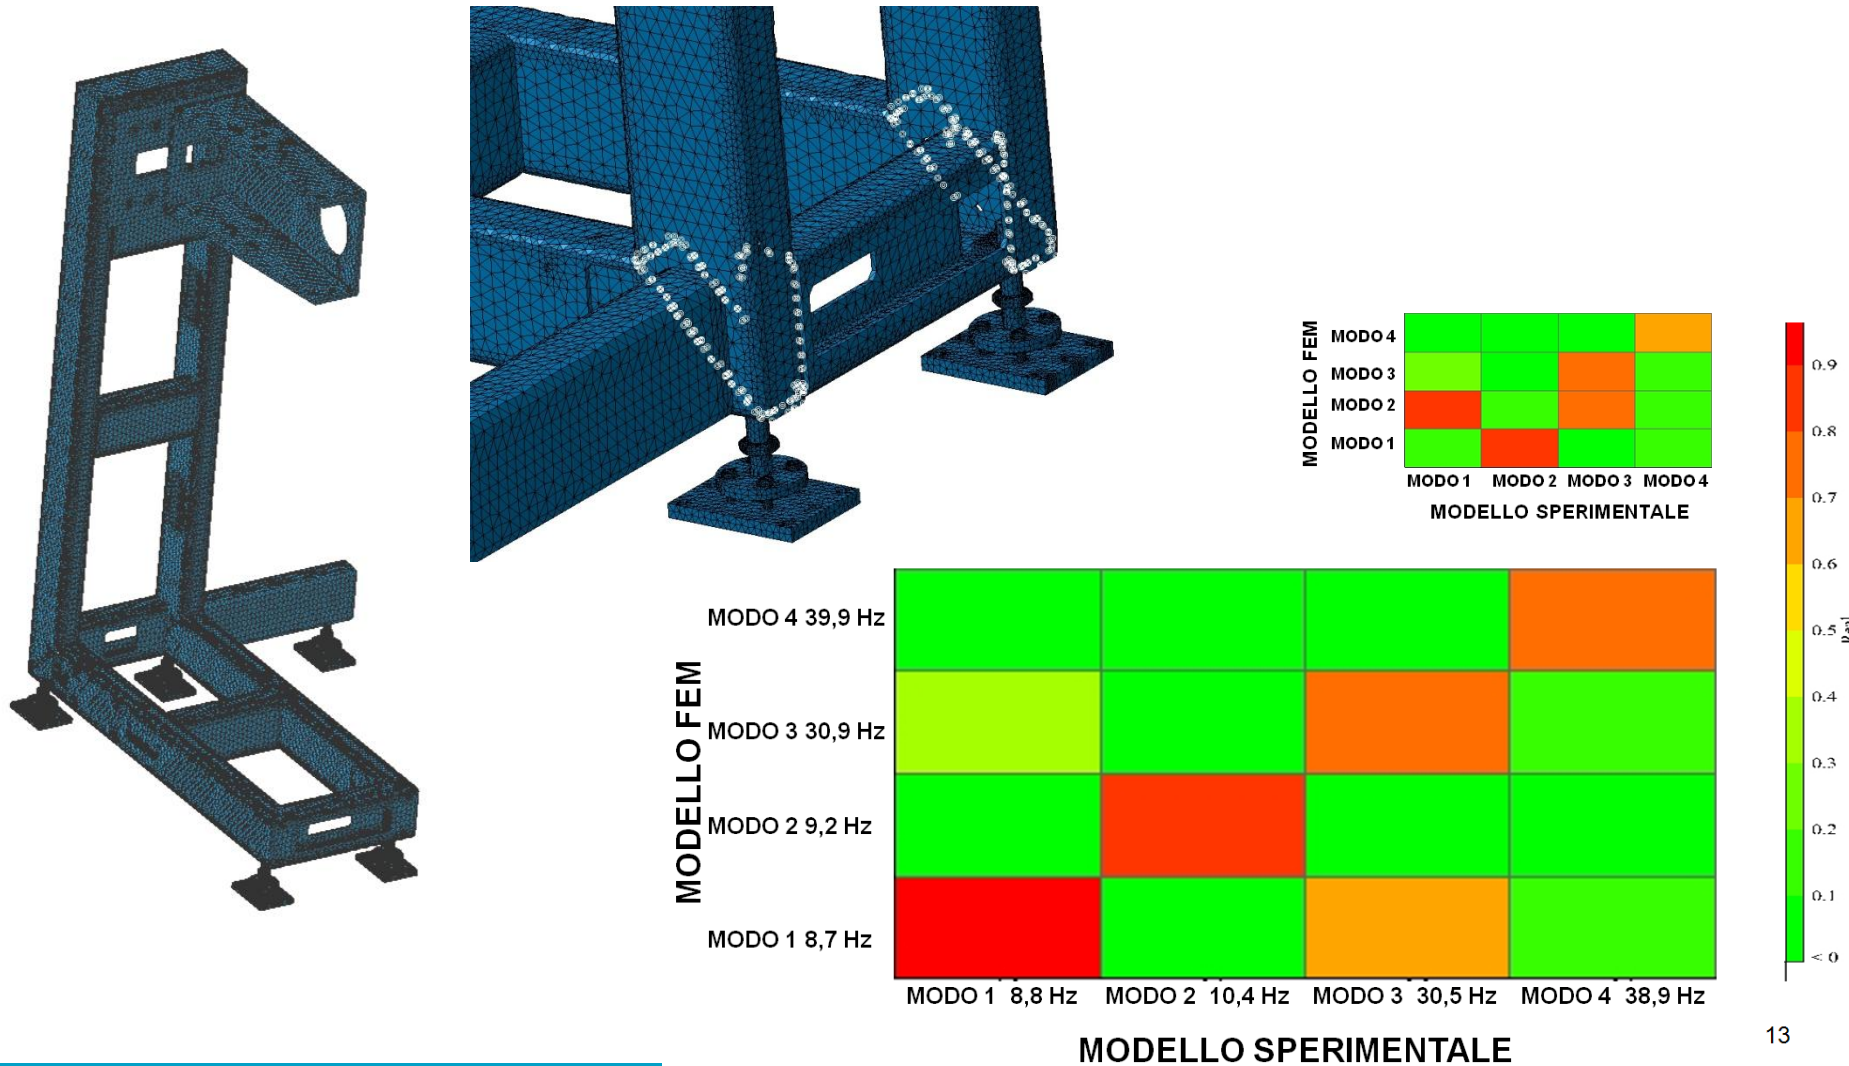 MODELLO FEM
MODO 4
MODO 3
MODO 2
MODO 1
MODO 1 MODO 2 MODO 3 MODO 4
MODELLO SPERIMENTALE
0.9
0.8
0.7
0.6
0.5
0.4
0.3
0.2
0.1
< 0
Real
MODELLO FEM
MODO 4 39,9 Hz
MODO 3 30,9 Hz
MODO 2 9,2 Hz
MODO 1 8,7 Hz
MODO 1 8,8 Hz MODO 2 10,4 Hz MODO 3 30,5 Hz MODO 4 38,9 Hz
MODELLO SPERIMENTALE
13